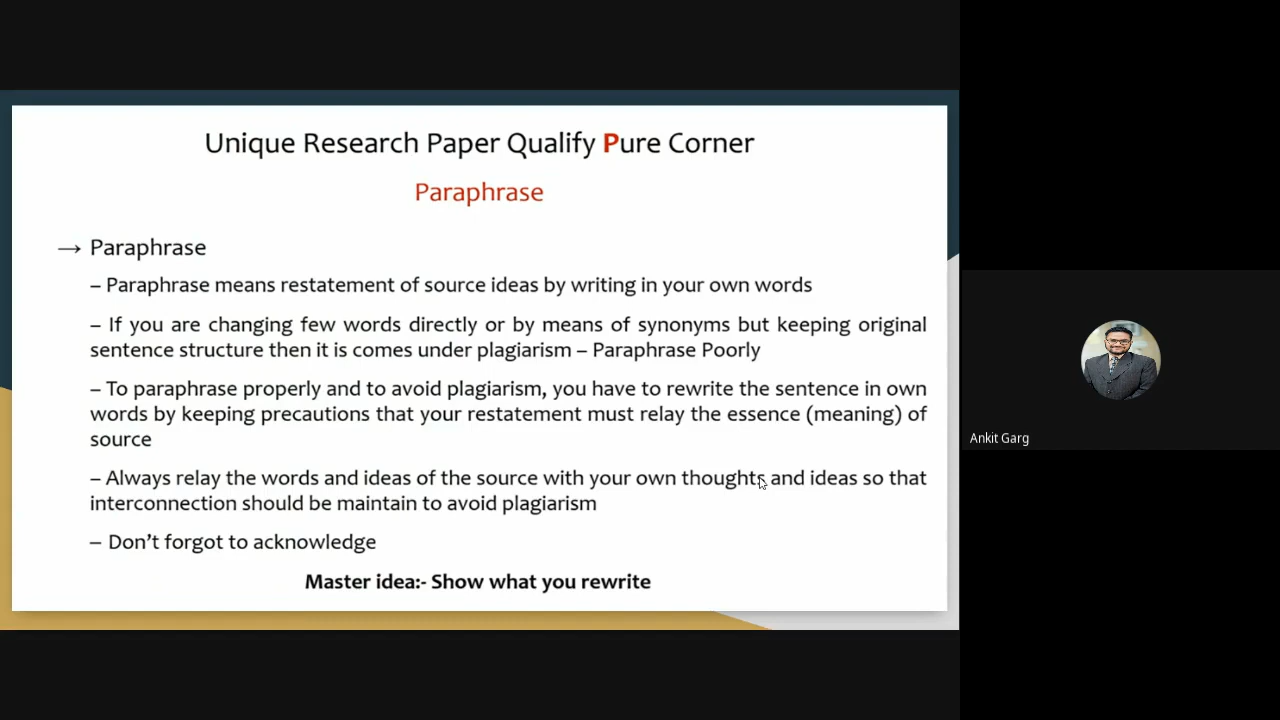 Unique Research Paper Qualify Pure Corner
Paraphrase
→ Paraphrase
– Paraphrase means restatement of source ideas by writing in your own words
– If you are changing few words directly or by means of synonyms but keeping original
sentence structure then it is comes under plagiarism – Paraphrase Poorly
– To paraphrase properly and to avoid plagiarism, you have to rewrite the sentence in own
words by keeping precautions that your restatement must relay the essence (meaning) of
source
– Always relay the words and ideas of the source with your own thoughts and ideas so that
interconnection should be maintain to avoid plagiarism
– Don’t forgot to acknowledge
Master idea:- Show what you rewrite
Ankit Garg